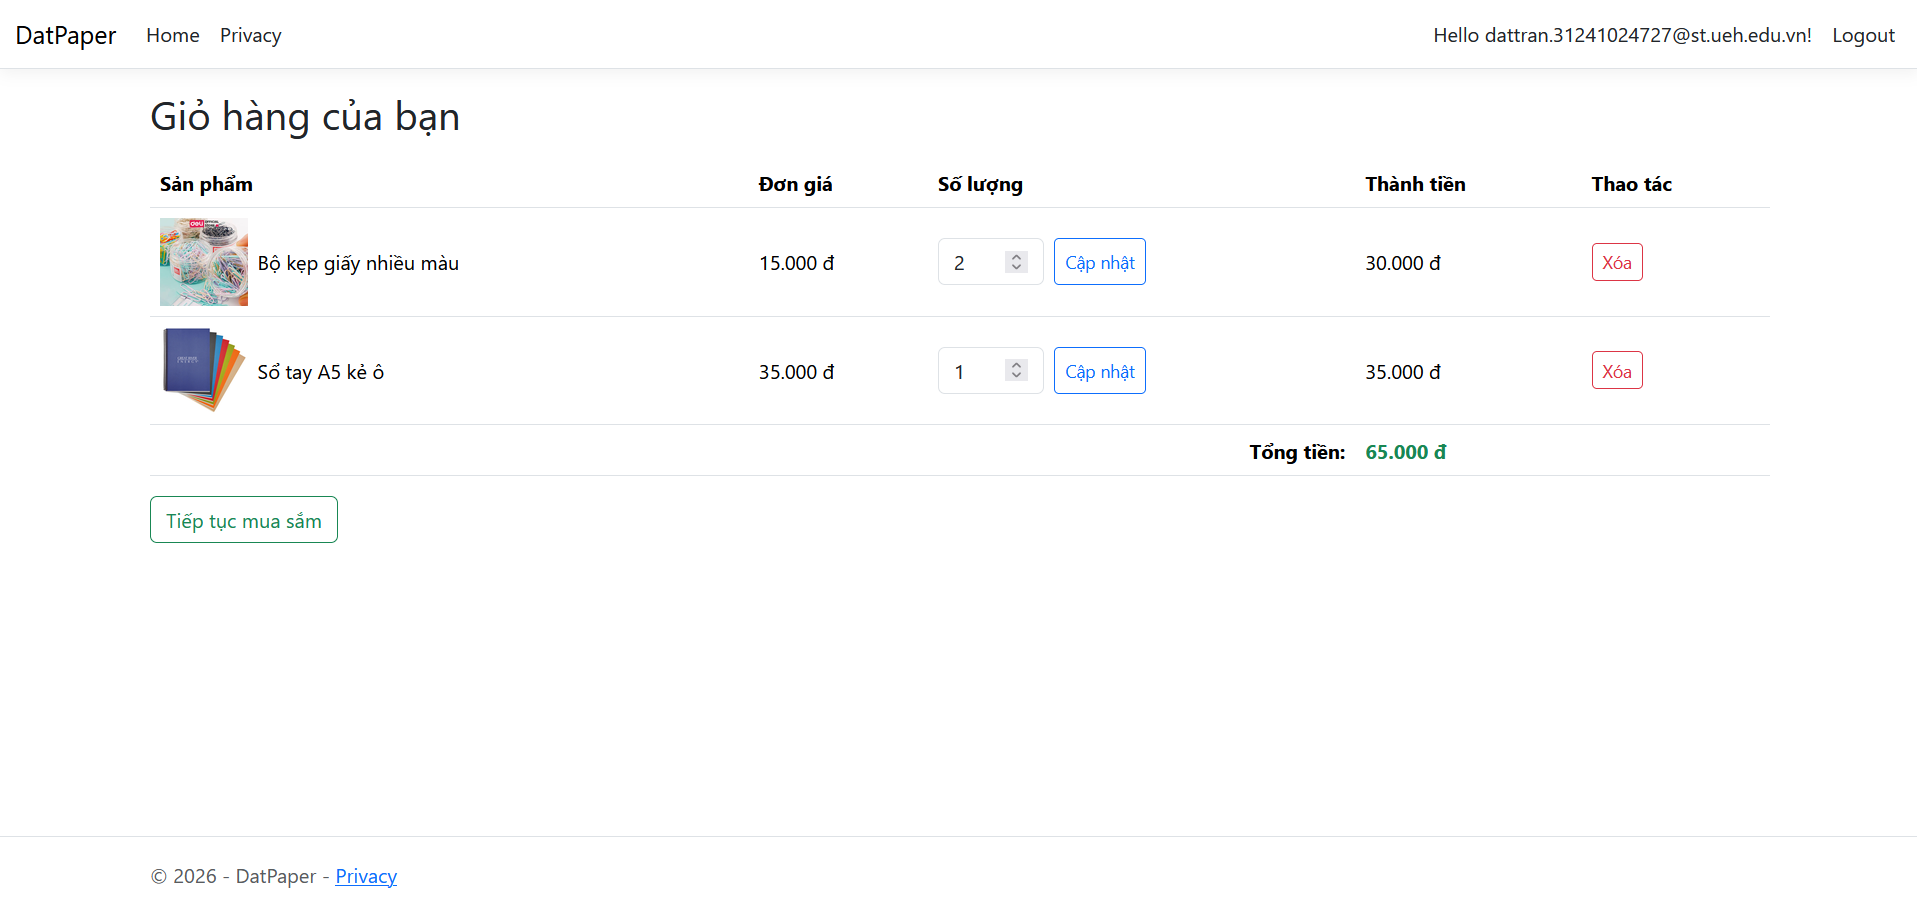 DatPaper Home Privacy Hello dattran.31241024727@st.ueh.edu.vn! Logout
Giỏ hàng của bạn
Sản phẩm Đơn giá Số lượng Thành tiền Thao tác
deli
Bộ kẹp giấy nhiều màu 15.000 đ 2 Cập nhật 30.000 đ Xóa
Sổ tay A5 kẻ ô 35.000 đ 1 Cập nhật 35.000 đ Xóa
Tổng tiền: 65.000 đ
Tiếp tục mua sắm
© 2026 - DatPaper - Privacy